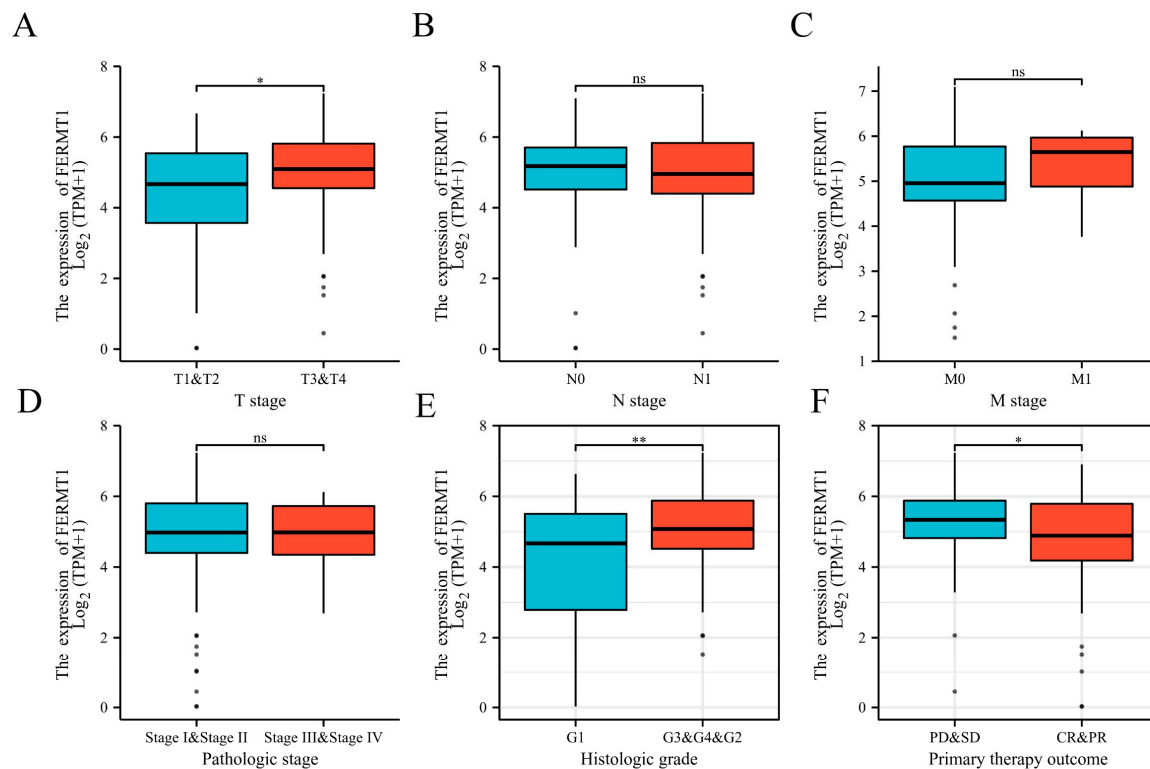 A
The expression of FERMT1
Log2 (TPM+1)
8
6
4
2
0
*
T1&T2
T3&T4
T stage
B
The expression of FERMT1
Log2 (TPM+1)
8
6
4
2
0
ns
N0
N1
N stage
C
The expression of FERMT1
Log2 (TPM+1)
7
6
5
4
3
2
1
ns
M0
M1
M stage
D
The expression of FERMT1
Log2 (TPM+1)
8
6
4
2
0
ns
Stage I&Stage II
Stage III&Stage IV
Pathologic stage
E
The expression of FERMT1
Log2 (TPM+1)
8
6
4
2
0
**
G1
G3&G4&G2
Histologic grade
F
The expression of FERMT1
Log2 (TPM+1)
8
6
4
2
0
*
PD&SD
CR&PR
Primary therapy outcome